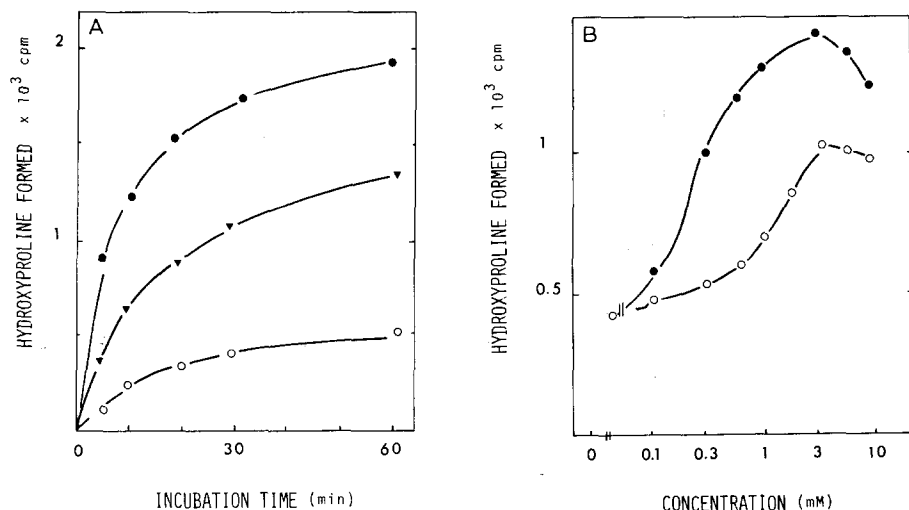 A
2
1
HYDROXYPROLINE FORMED × 10³ cpm
0 30 60
INCUBATION TIME (min)
B
1
0.5
HYDROXYPROLINE FORMED × 10³ cpm
0 0.1 0.3 1 3 10
CONCENTRATION (mM)